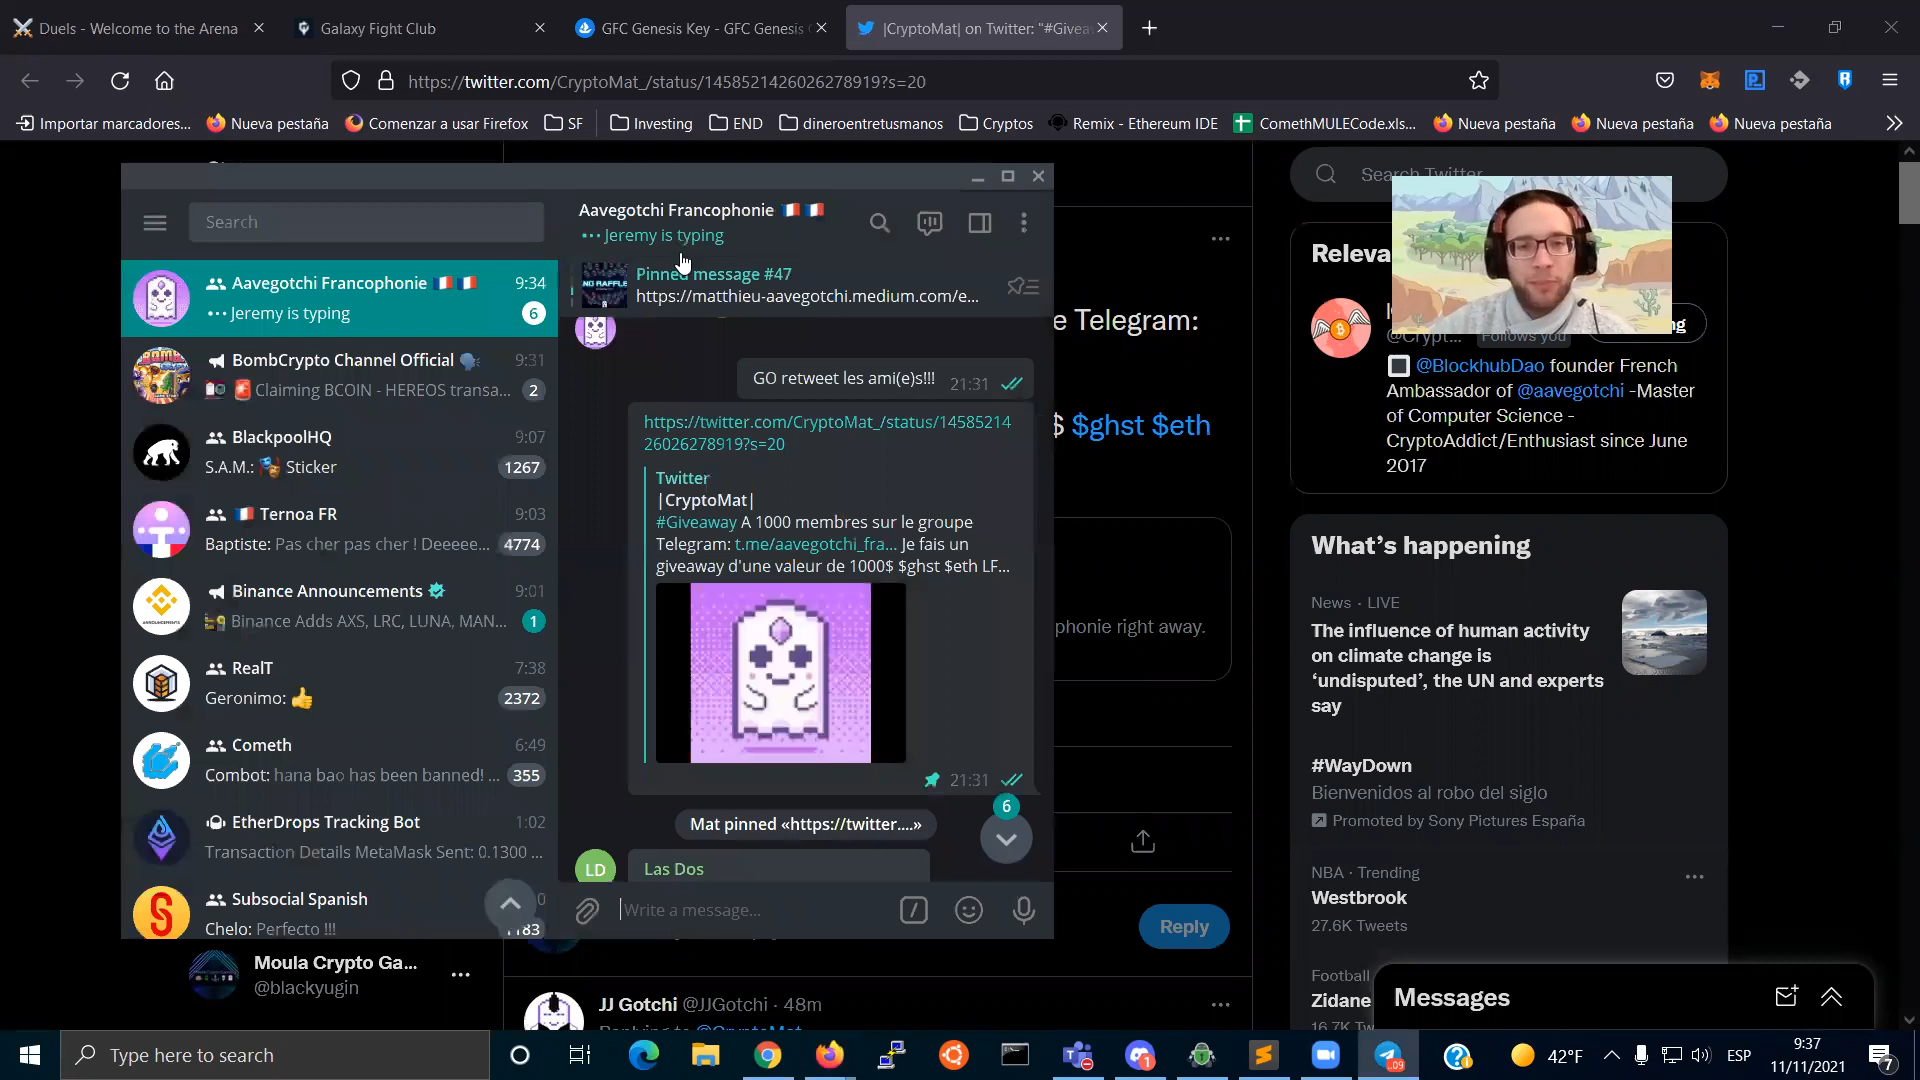 Duels - Welcome to the Arena
Galaxy Fight Club
GFC Genesis Key - GFC Genesis
|CryptoMat| on Twitter: "#Givea
https://twitter.com/CryptoMat_/status/1458521426026278919?s=20
Importar marcadores...
Nueva pestaña
Comenzar a usar Firefox
SF
Investing
END
dineroentretusmanos
Cryptos
Remix - Ethereum IDE
ComethMULECode.xls...
Nueva pestaña
Nueva pestaña
Nueva pestaña
Search
Aavegotchi Francophonie
9:34
Jeremy is typing
6
BombCrypto Channel Official
9:31
Claiming BCOIN - HEREOS transa...
2
BlackpoolHQ
9:07
S.A.M.: Sticker
1267
Ternoa FR
9:03
Baptiste: Pas cher pas cher ! Deeeee...
4774
Binance Announcements
9:01
Binance Adds AXS, LRC, LUNA, MAN...
1
RealT
7:38
Geronimo: 👍
2372
Cometh
6:49
Combot: hana bao has been banned! ...
355
EtherDrops Tracking Bot
1:02
Transaction Details MetaMask Sent: 0.1300 ...
Subsocial Spanish
Chelo: Perfecto !!!
Aavegotchi Francophonie
Jeremy is typing
Pinned message #47
https://matthieu-aavegotchi.medium.com/e...
GO retweet les ami(e)s!!! 21:31
https://twitter.com/CryptoMat_/status/14585214
26026278919?s=20
Twitter
|CryptoMat|
#Giveaway A 1000 membres sur le groupe
Telegram: t.me/aavegotchi_fra... Je fais un
giveaway d'une valeur de 1000$ $ghst $eth LF...
21:31
6
Mat pinned «https://twitter....»
LD
Las Dos
Write a message...
e Telegram:
$ $ghst $eth
phonie right away.
Reply
Moula Crypto Ga...
@blackyugin
JJ Gotchi @JJGotchi · 48m
Search Twitter
Releva
@Crypt... Follows you
@BlockhubDao founder French
Ambassador of @aavegotchi -Master
of Computer Science -
CryptoAddict/Enthusiast since June
2017
What's happening
News · LIVE
The influence of human activity
on climate change is
‘undisputed’, the UN and experts
say
#WayDown
Bienvenidos al robo del siglo
Promoted by Sony Pictures España
NBA · Trending
Westbrook
27.6K Tweets
Football
Zidane
Messages
Type here to search
42°F
ESP
9:37
11/11/2021
7